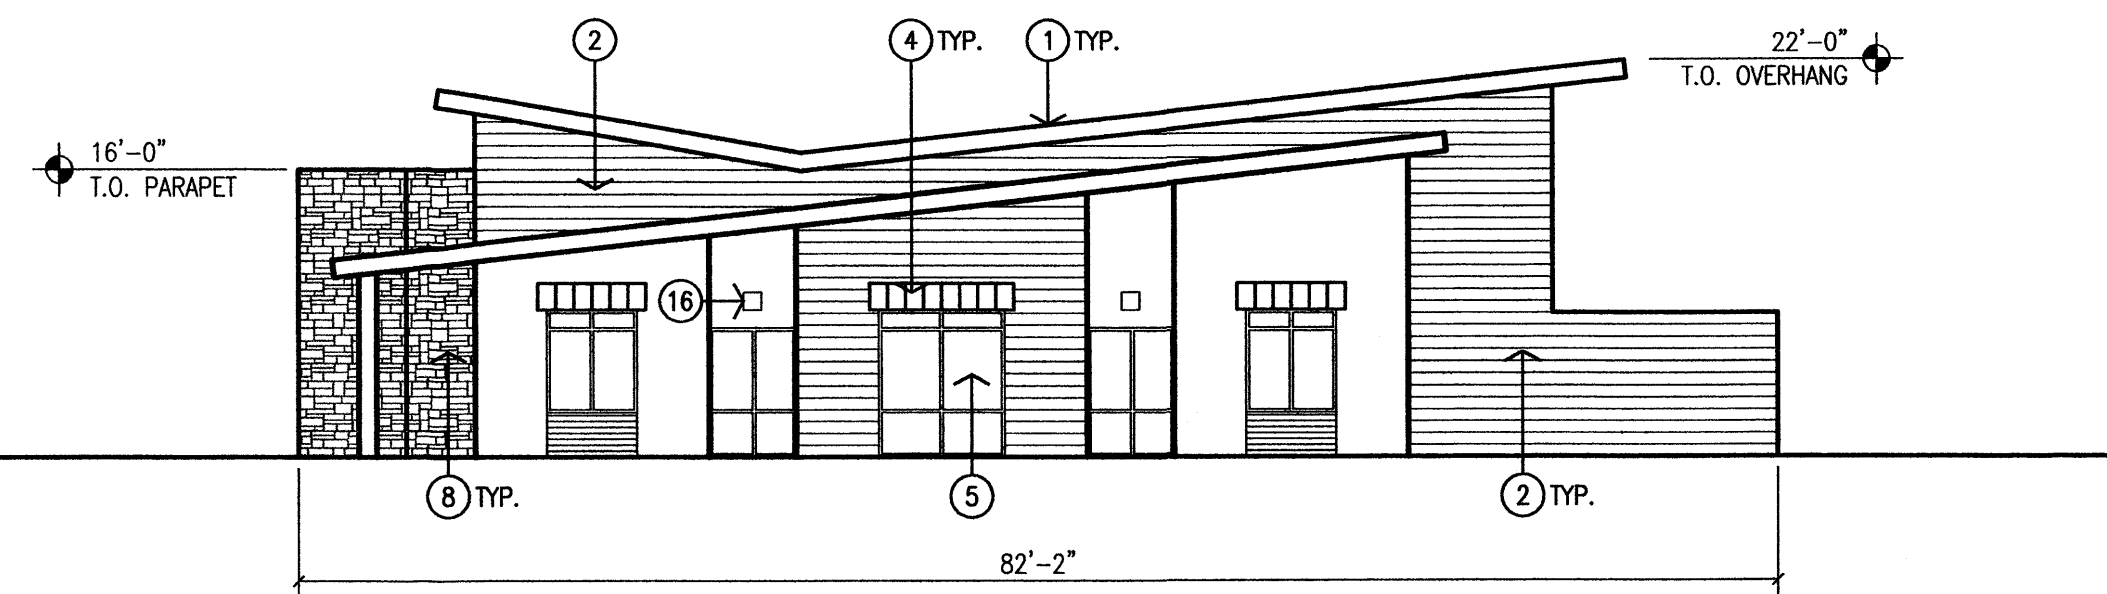 2
4 TYP.
1 TYP.
22'-0"
T.O. OVERHANG
16'-0"
T.O. PARAPET
16
8 TYP.
5
2 TYP.
82'-2"